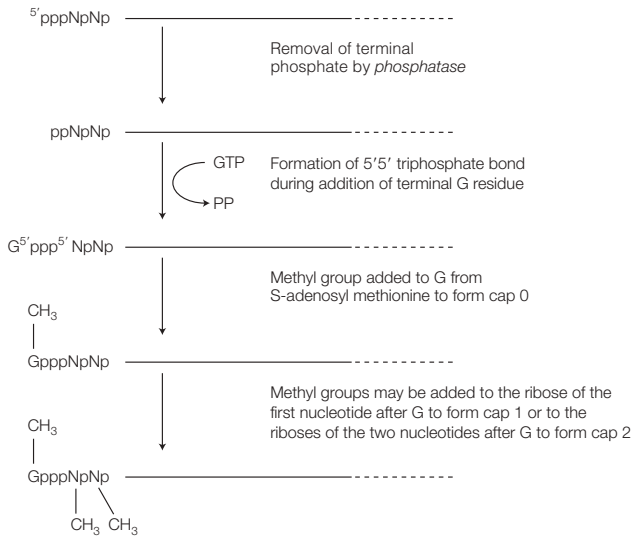 5'pppNpNp
Removal of terminal
phosphate by phosphatase
ppNpNp
GTP
PP
Formation of 5'5' triphosphate bond
during addition of terminal G residue
G5'ppp5' NpNp
Methyl group added to G from
S-adenosyl methionine to form cap 0
CH3
GpppNpNp
Methyl groups may be added to the ribose of the
first nucleotide after G to form cap 1 or to the
riboses of the two nucleotides after G to form cap 2
CH3
GpppNpNp
CH3 CH3